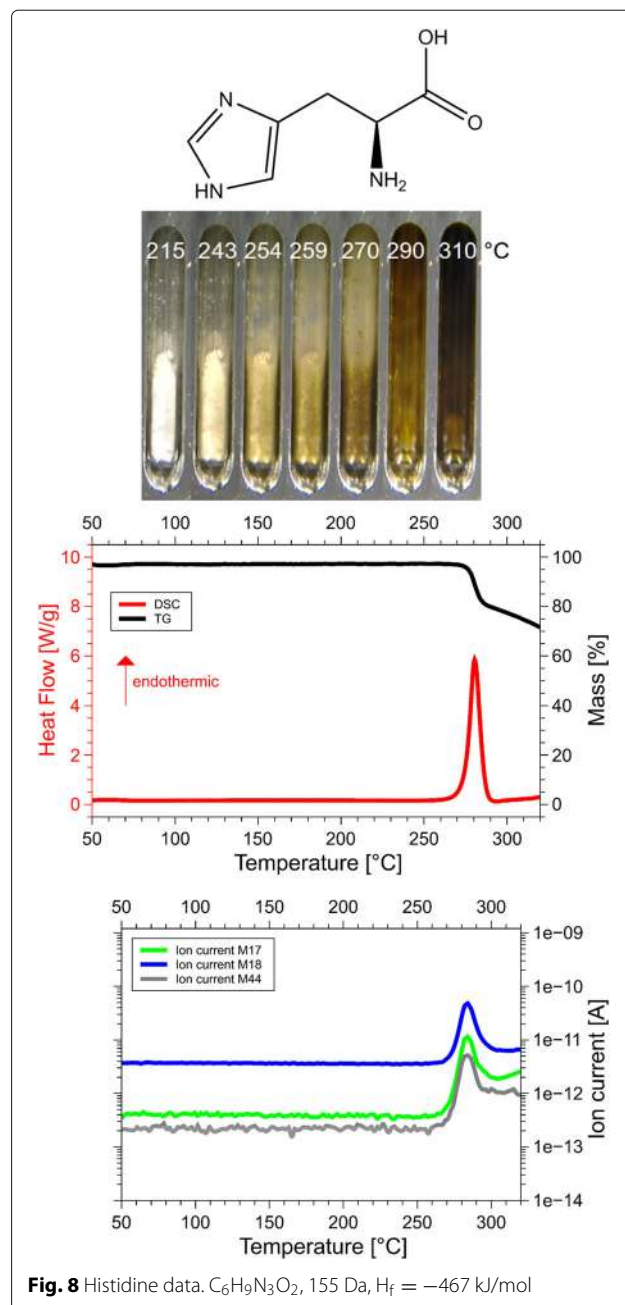 OH
N
O
HN
NH₂
215 243 254 259 270 290 310 °C
50 100 150 200 250 300
10 100
8 80
6 60
4 40
2 20
0 0
Heat Flow [W/g]
Mass [%]
DSC
TG
endothermic
50 100 150 200 250 300
Temperature [°C]
50 100 150 200 250 300
Ion current M17
Ion current M18
Ion current M44
1e-09
1e-10
1e-11
1e-12
1e-13
1e-14
Ion current [A]
50 100 150 200 250 300
Temperature [°C]
Fig. 8 Histidine data. C₆H₉N₃O₂, 155 Da, H_f = −467 kJ/mol